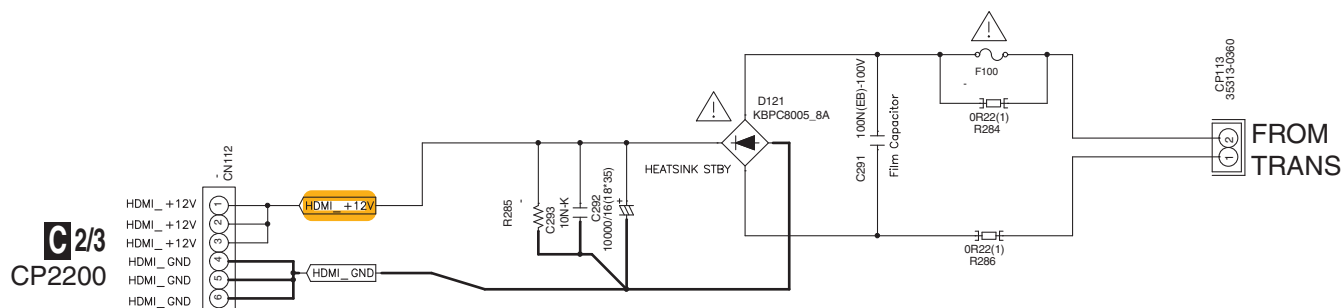 C 2/3
CP2200
CN112
-
HDMI_+12V
HDMI_+12V
HDMI_+12V
HDMI_GND
HDMI_GND
HDMI_GND
1
2
3
4
5
6
HDMI_+12V
HDMI_GND
R285
-
C293
10N-K
C292
10000/16(18*35)
+
HEATSINK STBY
!
D121
KBPC8005_8A
C291 100N(EB)-100V
Film Capacitor
!
F100
-
0R22(1)
R284
0R22(1)
R286
CP113
35313-0360
2
1
FROM
TRANS